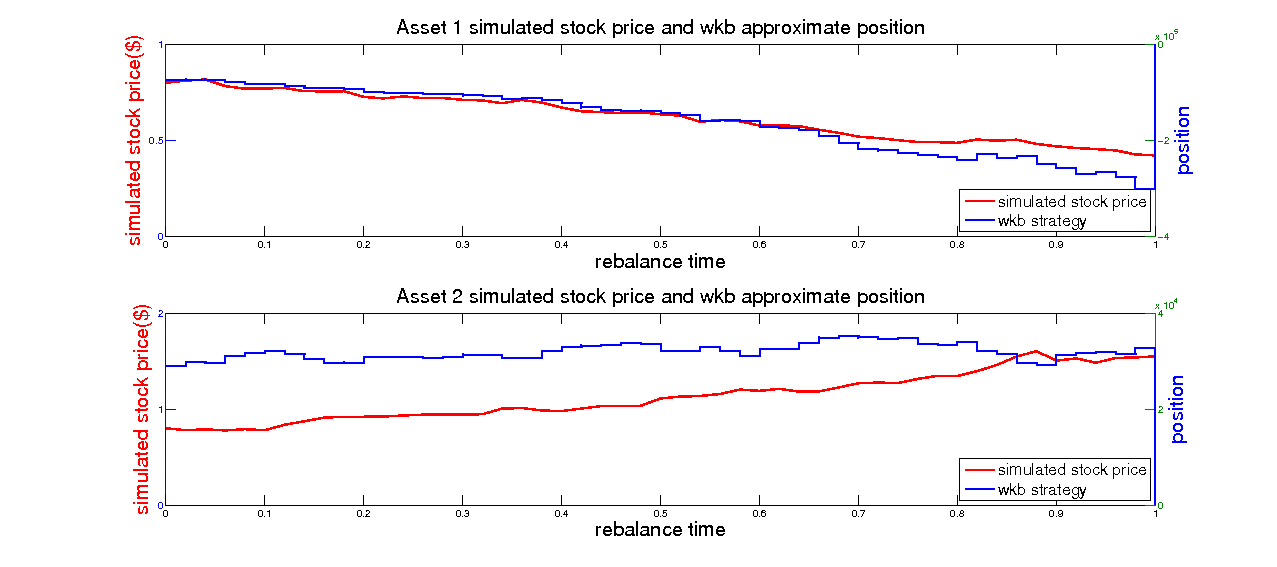 Asset 1 simulated stock price and wkb approximate position
x 10^5
1
0.5
0
simulated stock price($)
0
−2
−4
position
simulated stock price
wkb strategy
0 0.1 0.2 0.3 0.4 0.5 0.6 0.7 0.8 0.9 1
rebalance time
Asset 2 simulated stock price and wkb approximate position
x 10^4
2
1
0
simulated stock price($)
4
2
0
position
simulated stock price
wkb strategy
0 0.1 0.2 0.3 0.4 0.5 0.6 0.7 0.8 0.9 1
rebalance time